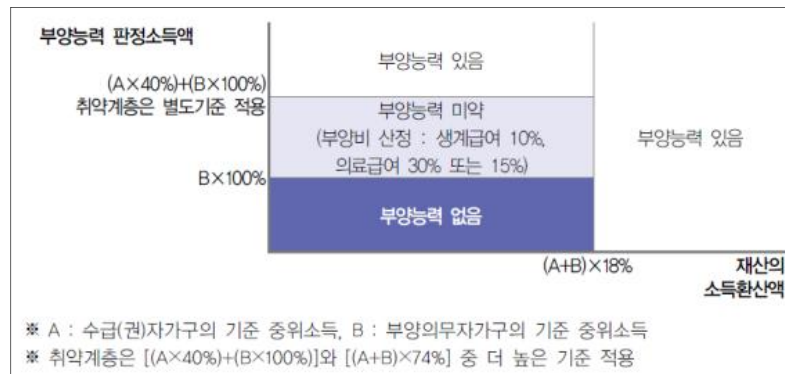 부양능력 판정소득액
부양능력 있음
(A×40%)+(B×100%)
취약계층은 별도기준 적용
부양능력 미약
(부양비 산정 : 생계급여 10%,
의료급여 30% 또는 15%)
부양능력 있음
B×100%
부양능력 없음
(A+B)×18%
재산의
소득환산액
※ A : 수급(권)자가구의 기준 중위소득, B : 부양의무자가구의 기준 중위소득
※ 취약계층은 [(A×40%)+(B×100%)]와 [(A+B)×74%] 중 더 높은 기준 적용